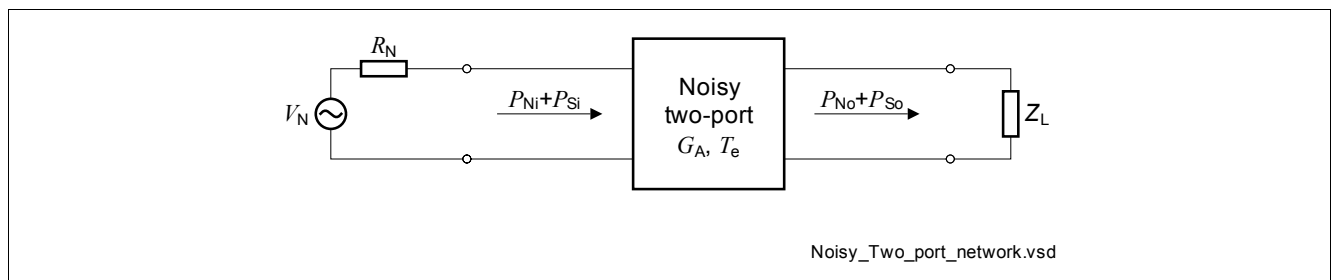 R_N
V_N
P_Ni+P_Si
Noisy
two-port
G_A, T_e
P_No+P_So
Z_L
Noisy_Two_port_network.vsd